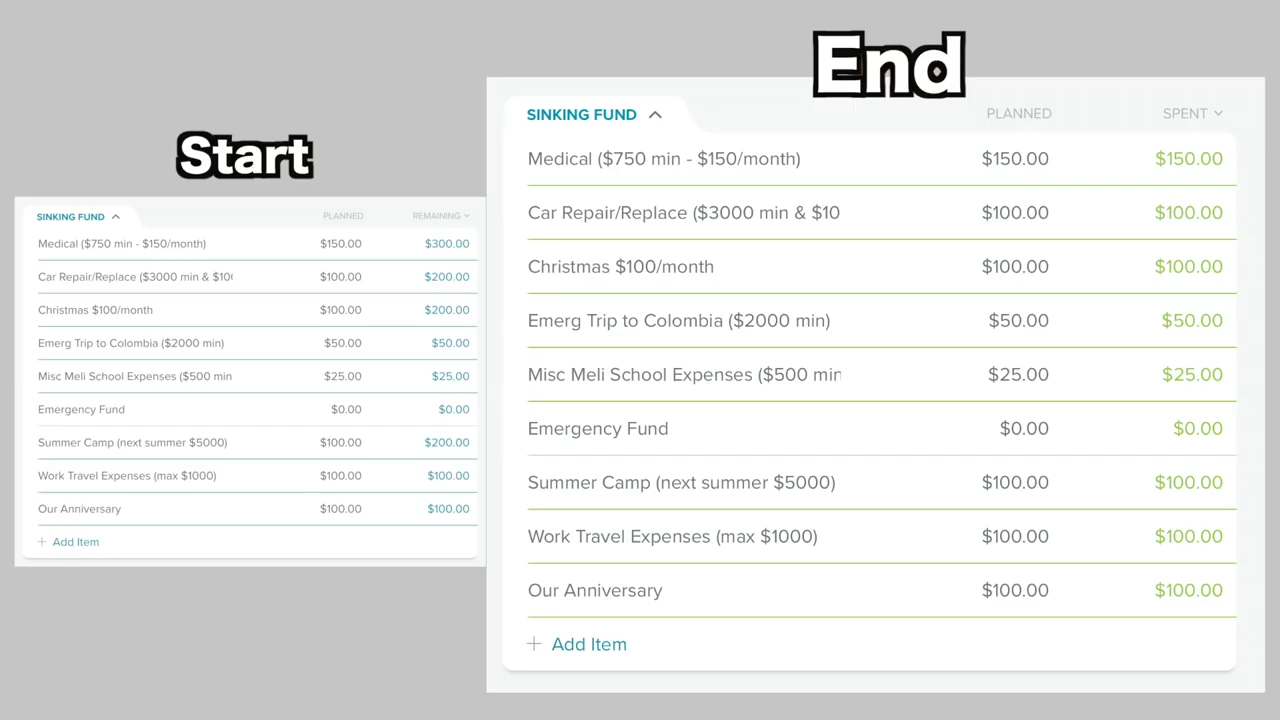 Start
SINKING FUND PLANNED REMAINING
Medical ($750 min - $150/month) $150.00 $300.00
Car Repair/Replace ($3000 min & $10 $100.00 $200.00
Christmas $100/month $100.00 $200.00
Emerg Trip to Colombia ($2000 min) $50.00 $50.00
Misc Meli School Expenses ($500 min $25.00 $25.00
Emergency Fund $0.00 $0.00
Summer Camp (next summer $5000) $100.00 $200.00
Work Travel Expenses (max $1000) $100.00 $100.00
Our Anniversary $100.00 $100.00
+ Add Item
End
SINKING FUND PLANNED SPENT
Medical ($750 min - $150/month) $150.00 $150.00
Car Repair/Replace ($3000 min & $10 $100.00 $100.00
Christmas $100/month $100.00 $100.00
Emerg Trip to Colombia ($2000 min) $50.00 $50.00
Misc Meli School Expenses ($500 min $25.00 $25.00
Emergency Fund $0.00 $0.00
Summer Camp (next summer $5000) $100.00 $100.00
Work Travel Expenses (max $1000) $100.00 $100.00
Our Anniversary $100.00 $100.00
+ Add Item